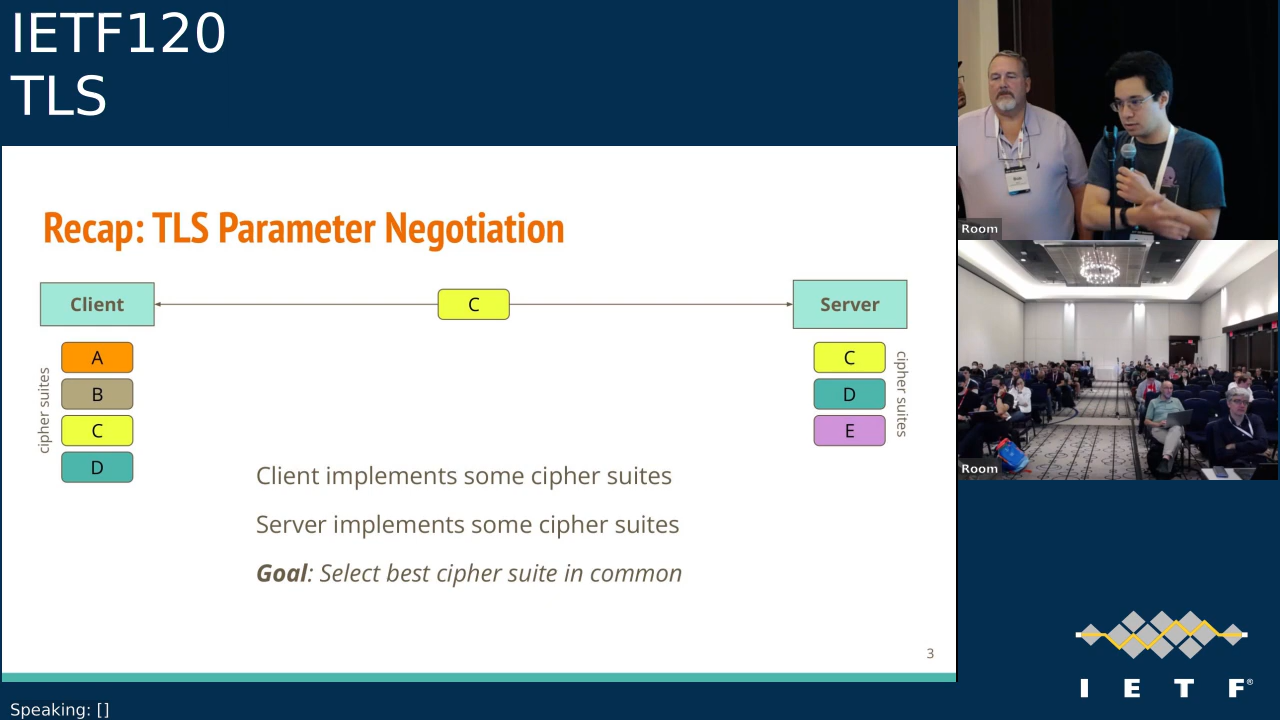 IETF120
TLS
Recap: TLS Parameter Negotiation
Client
C
Server
cipher suites
A
B
C
D
C
D
E
cipher suites
Client implements some cipher suites
Server implements some cipher suites
Goal: Select best cipher suite in common
3
Room
Room
I E T F®
Speaking: []